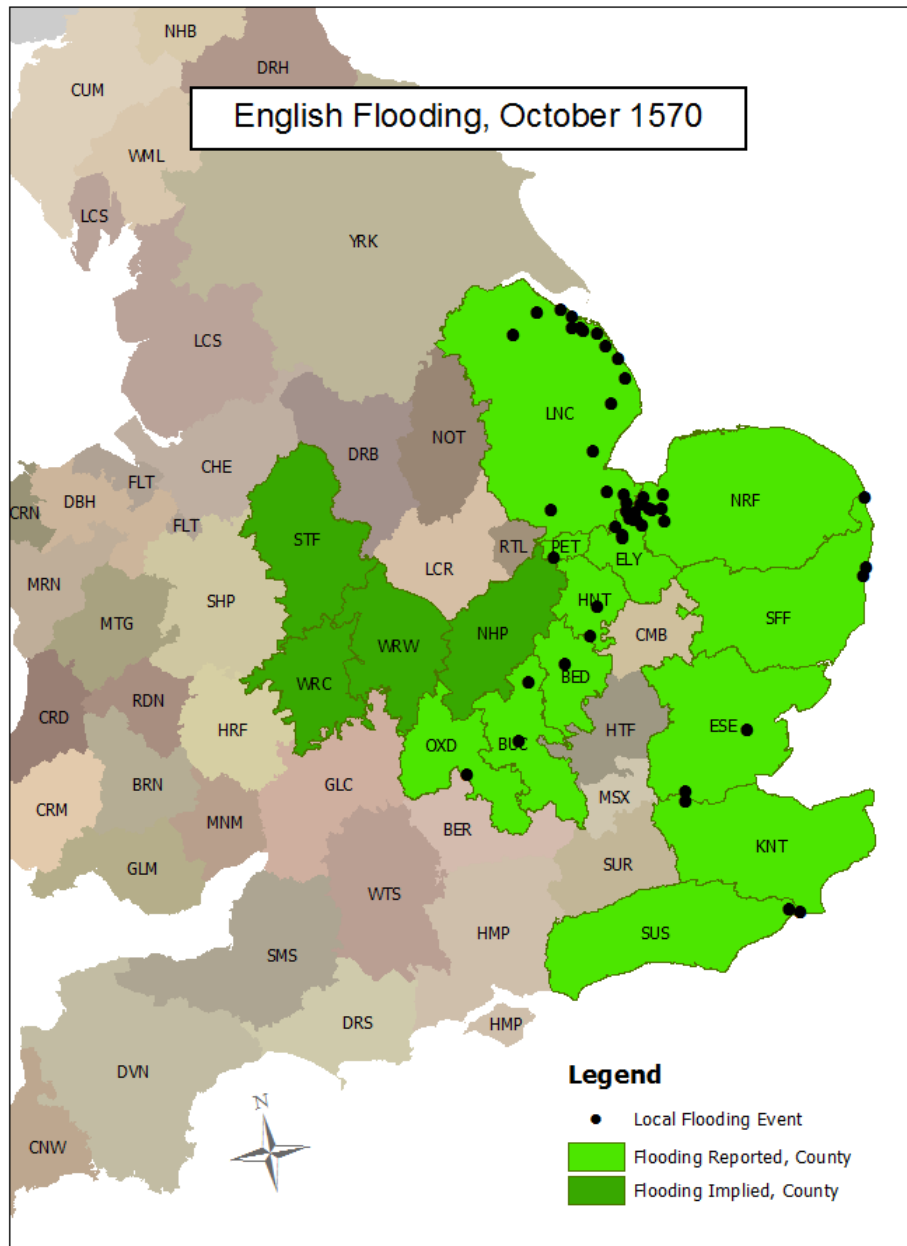 NHB
DRH
CUM
English Flooding, October 1570
WML
LCS
YRK
LCS
LNC
NOT
DRB
CHE
FLT
DBH
CRN
NRF
FLT
STF
RTL
PET
ELY
LCR
MRN
SHP
HNT
MTG
NHP
CMB
SFF
WRW
WRC
BED
RDN
CRD
HRF
ESE
HTF
OXD
BUC
BRN
GLC
MSX
CRM
MNM
BER
KNT
GLM
SUR
WTS
HMP
SUS
SMS
DRS
HMP
DVN
Legend
N
Local Flooding Event
CNW
Flooding Reported, County
Flooding Implied, County